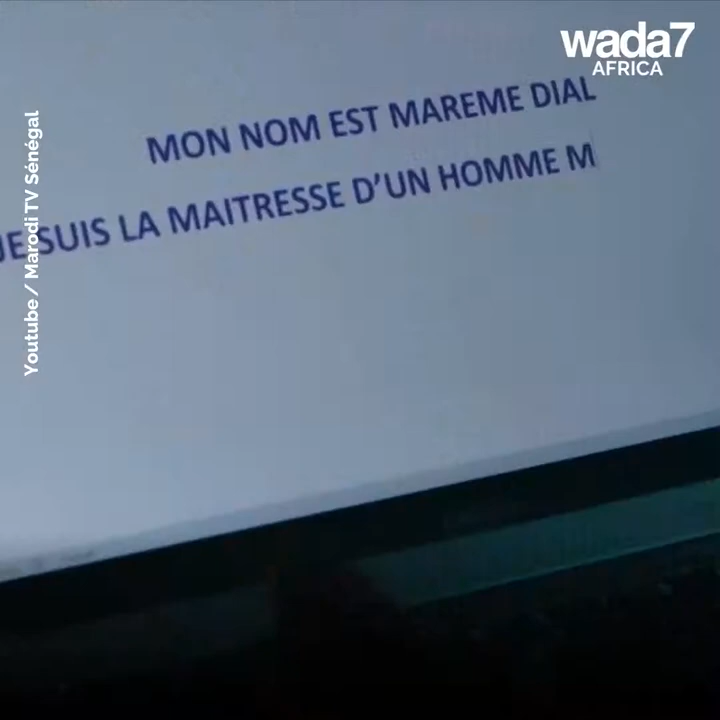 wada7
AFRICA
MON NOM EST MAREME DIAL
JE SUIS LA MAITRESSE D'UN HOMME M
Youtube / Marodi TV Sénégal